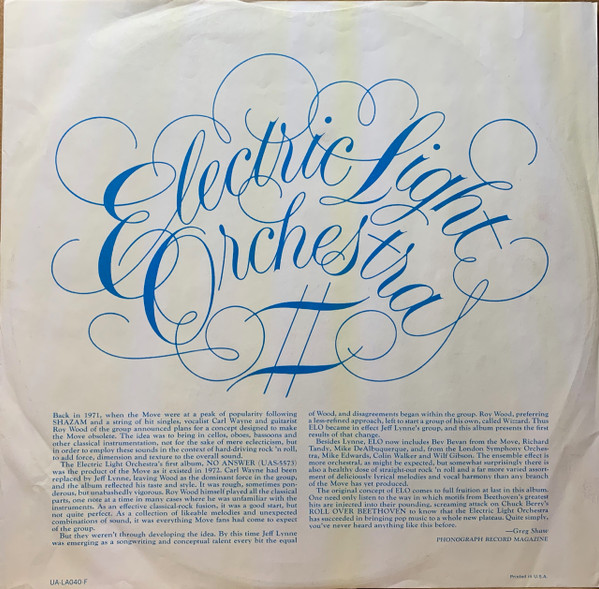 Electric Light
Orchestra
II
Back in 1971, when the Move were at a peak of popularity following
SHAZAM and a string of hit singles, vocalist Carl Wayne and guitarist
Roy Wood of the group announced plans for a concept designed to make
the Move obsolete. The idea was to bring in cellos, oboes, bassoons and
other classical instrumentation, not for the sake of mere eclecticism, but
in order to employ these sounds in the context of hard-driving rock 'n roll,
to add force, dimension and texture to the overall sound.
The Electric Light Orchestra's first album, NO ANSWER (UAS-5573)
was the product of the Move as it existed in 1972. Carl Wayne had been
replaced by Jeff Lynne, leaving Wood as the dominant force in the group,
and the album reflected his taste and style. It was rough, sometimes pon-
derous, but unabashedly vigorous. Roy Wood himself played all the classical
parts, one note at a time in many cases where he was unfamiliar with the
instruments. As an effective classical-rock fusion, it was a good start, but
not quite perfect. As a collection of likable melodies and unexpected
combinations of sound, it was everything Move fans had come to expect
of the group.
But they weren't through developing the idea. By this time Jeff Lynne
was emerging as a songwriting and conceptual talent every bit the equal
of Wood, and disagreements began within the group. Roy Wood, preferring
a less-refined approach, left to start a group of his own, called Wizard. Thus
ELO became in effect Jeff Lynne's group, and this album presents the first
results of that change.
Besides Lynne, ELO now includes Bev Bevan from the Move, Richard
Tandy, Mike DeAlbuquerque, and, from the London Symphony Orches-
tra, Mike Edwards, Colin Walker and Wilf Gibson. The ensemble effect is
more orchestral, as might be expected, but somewhat surprisingly there is
also a healthy dose of straight-out rock 'n roll and a far more varied assort-
ment of deliciously lyrical melodies and vocal harmony than any branch
of the Move has yet produced.
The original concept of ELO comes to full fruition at last in this album.
One need only listen to the way in which motifs from Beethoven's greatest
hits are injected into their pounding, screaming attack on Chuck Berry's
ROLL OVER BEETHOVEN to know that the Electric Light Orchestra
has succeeded in bringing pop music to a whole new plateau. Quite simply,
you've never heard anything like this before.
—Greg Shaw
PHONOGRAPH RECORD MAGAZINE
UA-LA040-F
Printed in U.S.A.